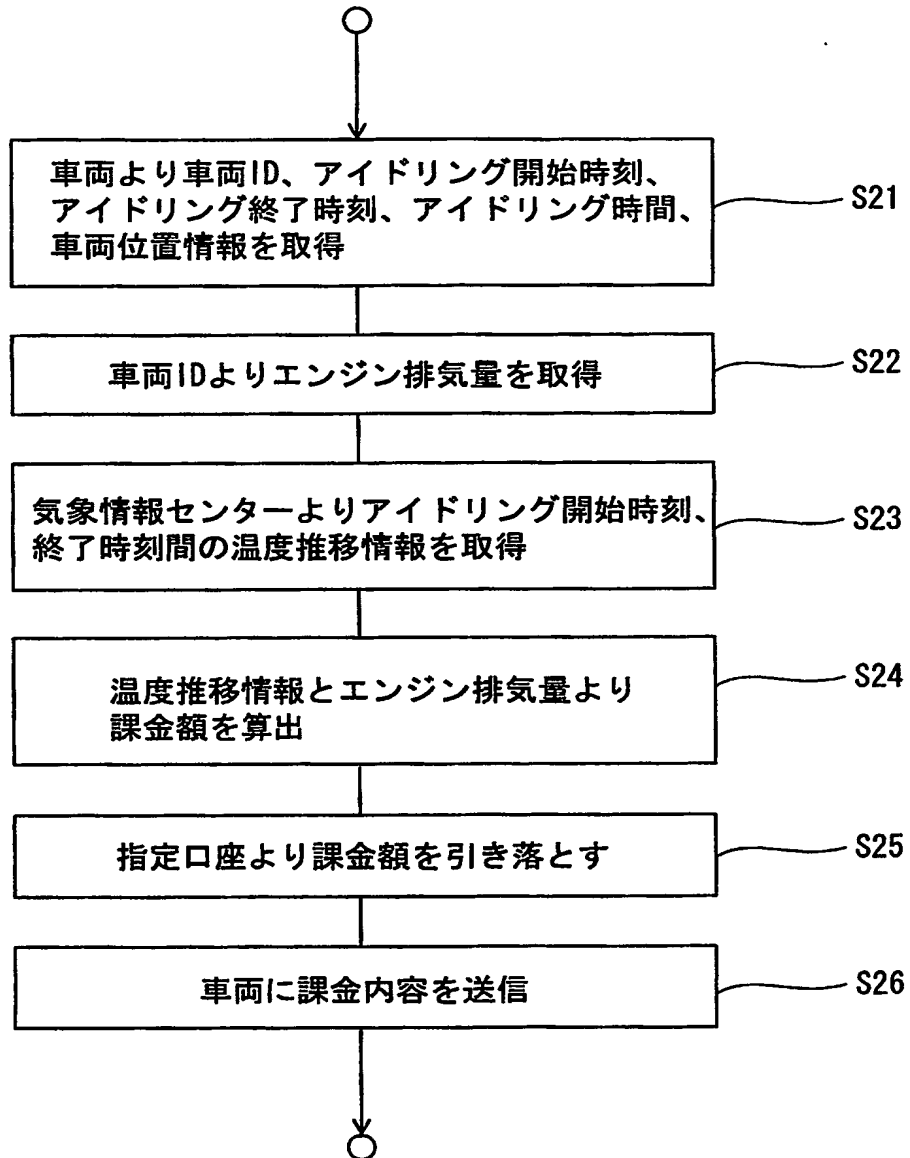 車両より車両ID、アイドリング開始時刻、
アイドリング終了時刻、アイドリング時間、
車両位置情報を取得
S21
車両IDよりエンジン排気量を取得
S22
気象情報センターよりアイドリング開始時刻、
終了時刻間の温度推移情報を取得
S23
温度推移情報とエンジン排気量より
課金額を算出
S24
指定口座より課金額を引き落とす
S25
車両に課金内容を送信
S26